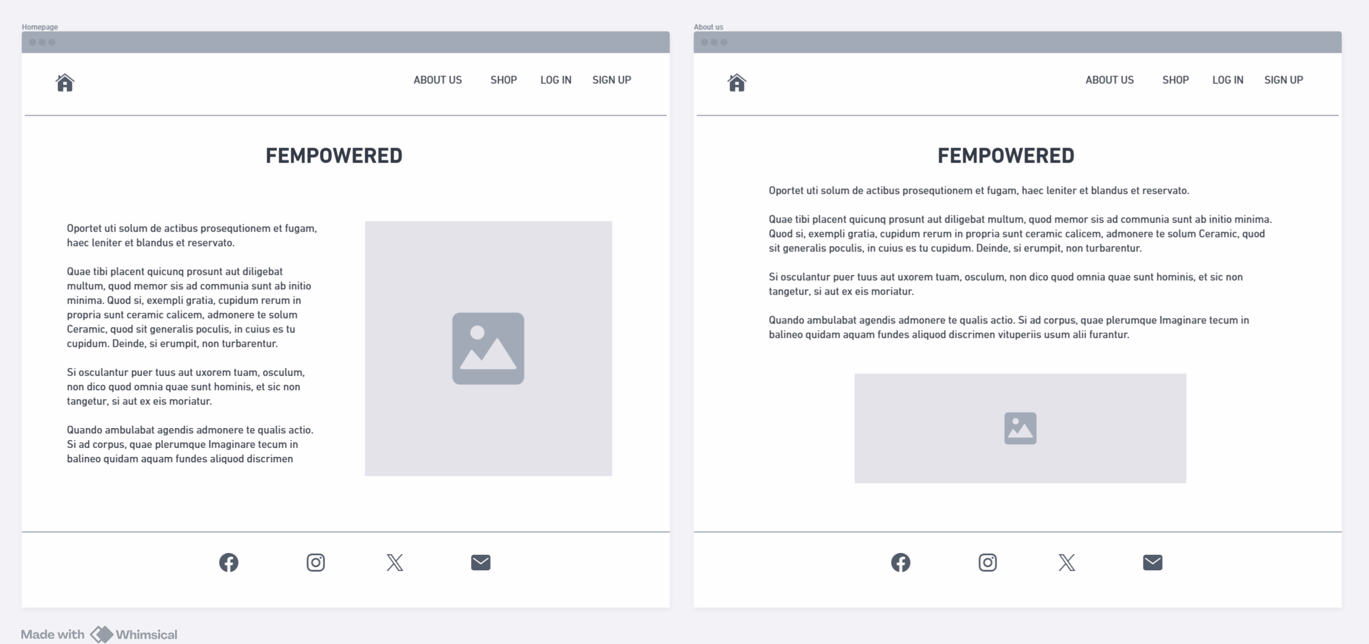 Homepage
ABOUT US SHOP LOG IN SIGN UP
FEMPOWERED
Oportet uti solum de actibus prosequtionem et fugam,
haec leniter et blandus et reservato.
Quae tibi placent quicunq prosunt aut diligebat
multum, quod memor sis ad communia sunt ab initio
minima. Quod si, exempli gratia, cupidum rerum in
propria sunt ceramic calicem, admonere te solum
Ceramic, quod sit generalis poculis, in cuius es tu
cupidum. Deinde, si erumpit, non turbarentur.
Si osculantur puer tuus aut uxorem tuam, osculum,
non dico quod omnia quae sunt hominis, et sic non
tangetur, si aut ex eis moriatur.
Quando ambulabat agendis admonere te qualis actio.
Si ad corpus, quae plerumque Imaginare tecum in
balineo quidam aquam fundes aliquod discrimen
About us
ABOUT US SHOP LOG IN SIGN UP
FEMPOWERED
Oportet uti solum de actibus prosequtionem et fugam, haec leniter et blandus et reservato.
Quae tibi placent quicunq prosunt aut diligebat multum, quod memor sis ad communia sunt ab initio minima.
Quod si, exempli gratia, cupidum rerum in propria sunt ceramic calicem, admonere te solum Ceramic, quod
sit generalis poculis, in cuius es tu cupidum. Deinde, si erumpit, non turbarentur.
Si osculantur puer tuus aut uxorem tuam, osculum, non dico quod omnia quae sunt hominis, et sic non
tangetur, si aut ex eis moriatur.
Quando ambulabat agendis admonere te qualis actio. Si ad corpus, quae plerumque Imaginare tecum in
balineo quidam aquam fundes aliquod discrimen vituperiis usum alii furantur.
Made with Whimsical